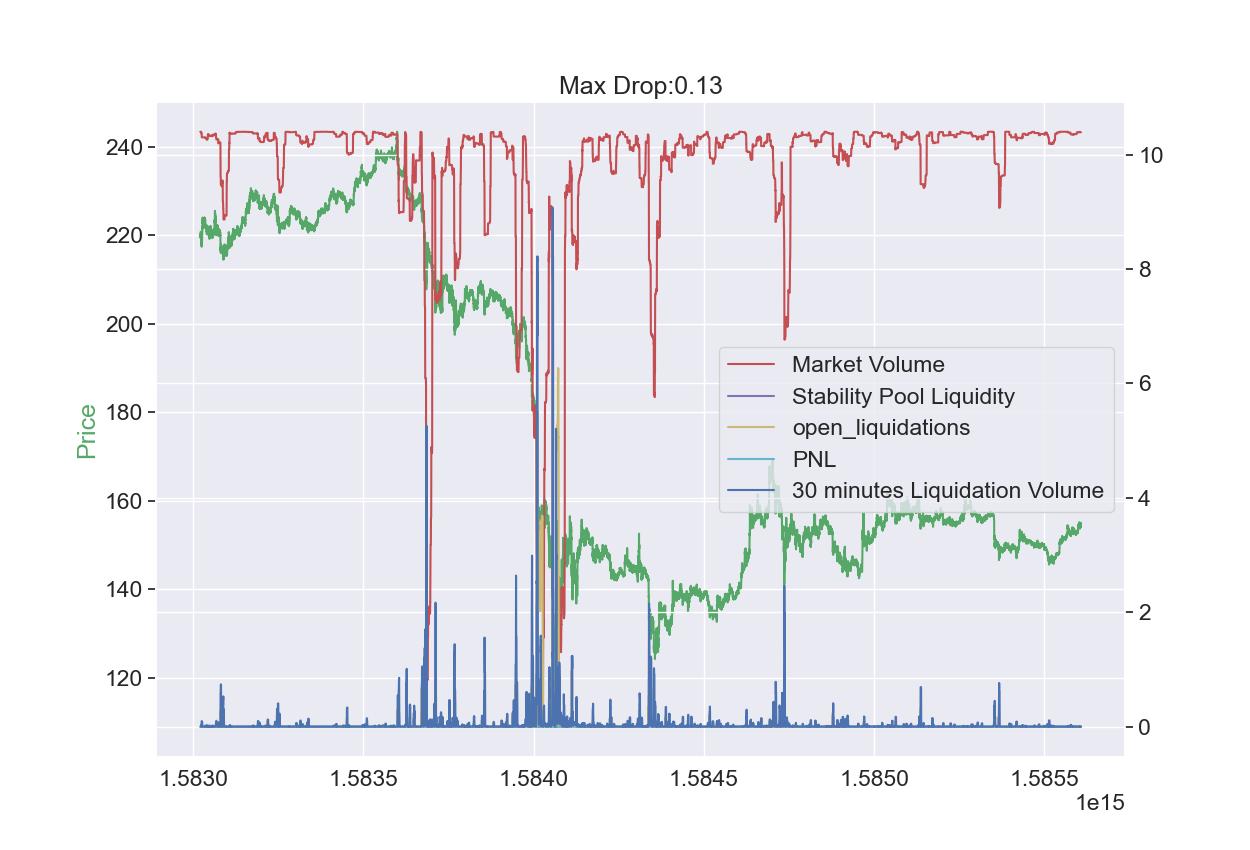 Max Drop:0.13
240
220
200
180
160
140
120
Price
10
8
6
4
2
0
Market Volume
Stability Pool Liquidity
open_liquidations
PNL
30 minutes Liquidation Volume
1.5830 1.5835 1.5840 1.5845 1.5850 1.5855
1e15